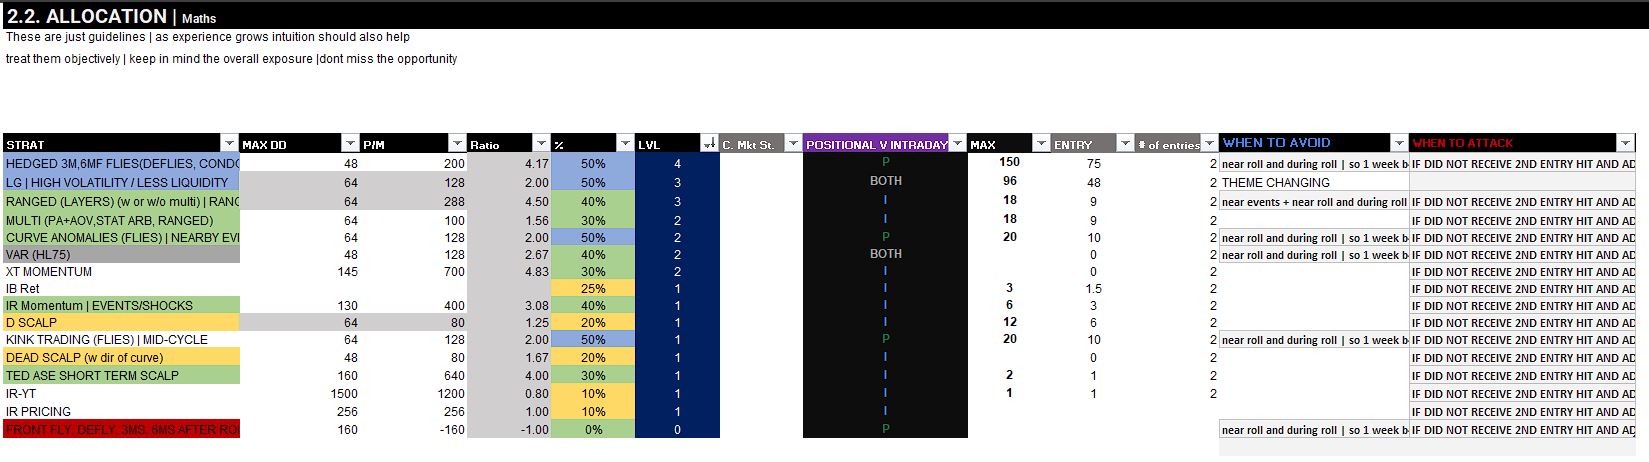 2.2. ALLOCATION | Maths
These are just guidelines | as experience grows intuition should also help
treat them objectively | keep in mind the overall exposure |dont miss the opportunity
STRAT MAX DD P/M Ratio % LVL C. Mkt St. POSITIONAL V INTRADAY MAX ENTRY # of entries WHEN TO AVOID WHEN TO ATTACK
HEDGED 3M,6MF FLIES(DEFLIES, CONDO 48 200 4.17 50% 4 P 150 75 2 near roll and during roll | so 1 week b IF DID NOT RECEIVE 2ND ENTRY HIT AND AD
LG | HIGH VOLATILITY / LESS LIQUIDITY 64 128 2.00 50% 3 BOTH 96 48 2 THEME CHANGING
RANGED (LAYERS) (w or w/o multi) | RANG 64 288 4.50 40% 3 I 18 9 2 near events + near roll and during roll IF DID NOT RECEIVE 2ND ENTRY HIT AND AD
MULTI (PA+AOV,STAT ARB, RANGED) 64 100 1.56 30% 2 I 18 9 2 IF DID NOT RECEIVE 2ND ENTRY HIT AND AD
CURVE ANOMALIES (FLIES) | NEARBY EVE 64 128 2.00 50% 2 P 20 10 2 near roll and during roll | so 1 week b IF DID NOT RECEIVE 2ND ENTRY HIT AND AD
VAR (HL75) 48 128 2.67 40% 2 BOTH 0 2 near roll and during roll | so 1 week b IF DID NOT RECEIVE 2ND ENTRY HIT AND AD
XT MOMENTUM 145 700 4.83 30% 2 I 0 2 IF DID NOT RECEIVE 2ND ENTRY HIT AND AD
IB Ret 25% 1 I 3 1.5 2 IF DID NOT RECEIVE 2ND ENTRY HIT AND AD
IR Momentum | EVENTS/SHOCKS 130 400 3.08 40% 1 I 6 3 2 IF DID NOT RECEIVE 2ND ENTRY HIT AND AD
D SCALP 64 80 1.25 20% 1 I 12 6 2 IF DID NOT RECEIVE 2ND ENTRY HIT AND AD
KINK TRADING (FLIES) | MID-CYCLE 64 128 2.00 50% 1 P 20 10 2 near roll and during roll | so 1 week b IF DID NOT RECEIVE 2ND ENTRY HIT AND AD
DEAD SCALP (w dir of curve) 48 80 1.67 20% 1 I 0 2 IF DID NOT RECEIVE 2ND ENTRY HIT AND AD
TED ASE SHORT TERM SCALP 160 640 4.00 30% 1 I 2 1 2 IF DID NOT RECEIVE 2ND ENTRY HIT AND AD
IR-YT 1500 1200 0.80 10% 1 I 1 1 2 IF DID NOT RECEIVE 2ND ENTRY HIT AND AD
IR PRICING 256 256 1.00 10% 1 I IF DID NOT RECEIVE 2ND ENTRY HIT AND AD
FRONT FLY, DEFLY, 3MS, 6MS AFTER RO 160 -160 -1.00 0% 0 P near roll and during roll | so 1 week b IF DID NOT RECEIVE 2ND ENTRY HIT AND AD